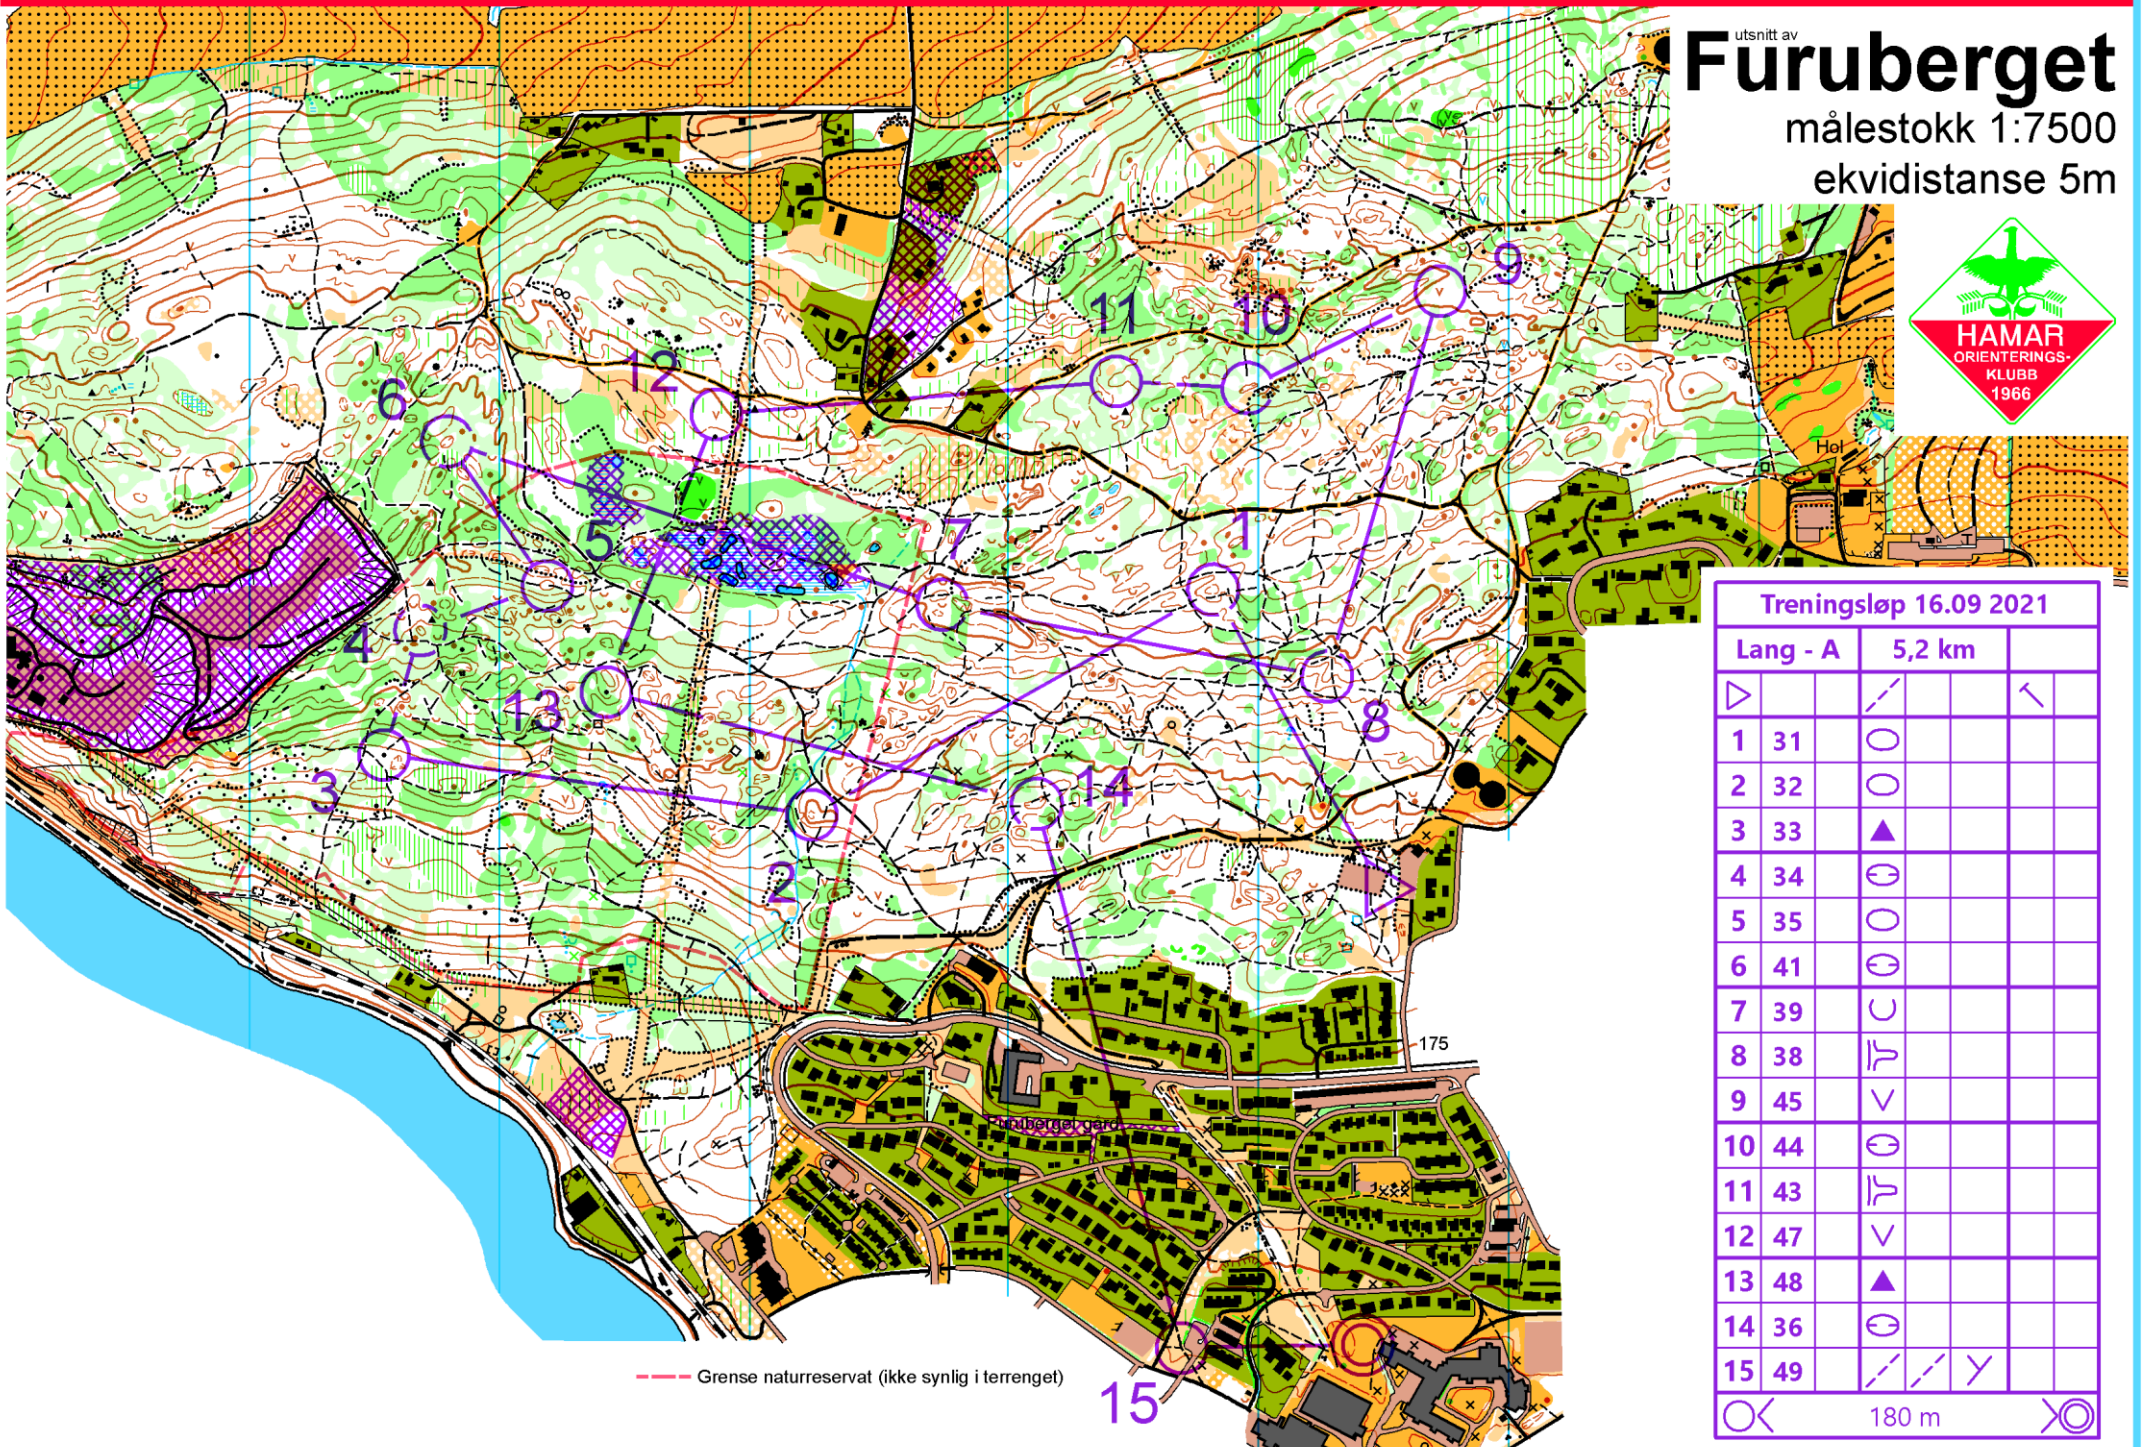 utsnitt av
Furuberget
målestokk 1:7500
ekvidistanse 5m
HAMAR
ORIENTERINGS-
KLUBB
1966
9
11
10
12
6
Hol
5
7
1
4
13
8
3
14
2
175
Furuberget gård
15
Grense naturreservat (ikke synlig i terrenget)
Treningsløp 16.09 2021
Lang - A 5,2 km
1 31
2 32
3 33
4 34
5 35
6 41
7 39
8 38
9 45
10 44
11 43
12 47
13 48
14 36
15 49
180 m